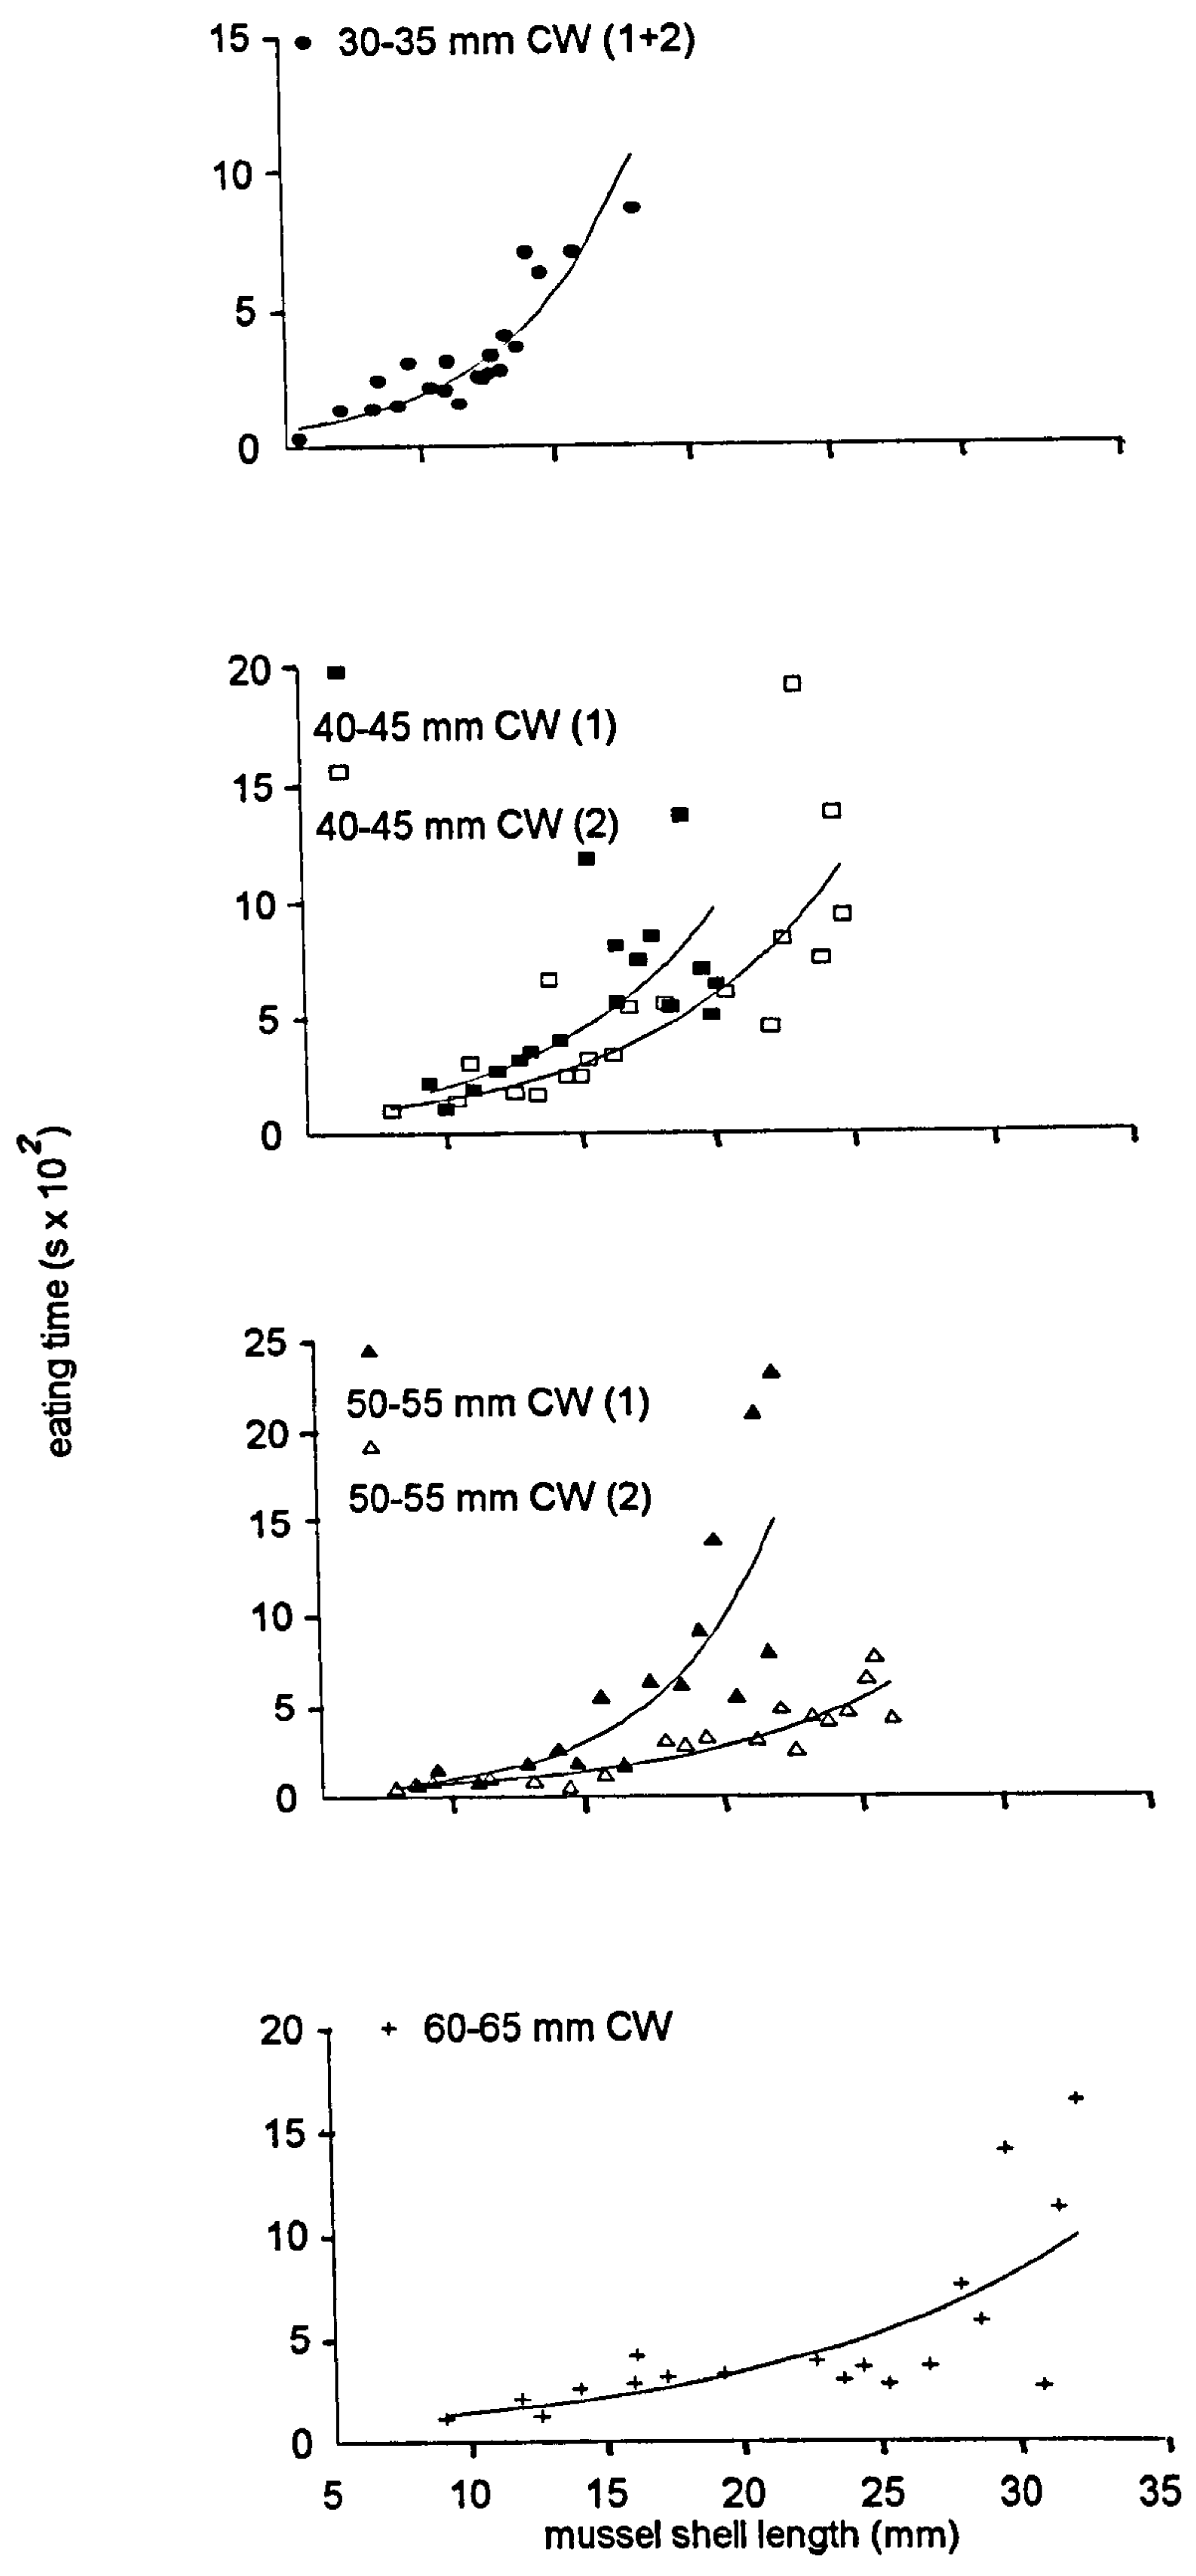 15
30-35 mm CW (1+2)
10
5
0
20
40-45 mm CW (1)
15
40-45 mm CW (2)
10
5
0
eating time (s x 10²)
25
50-55 mm CW (1)
20
50-55 mm CW (2)
15
10
5
0
20
60-65 mm CW
15
10
5
0
5 10 15 20 25 30 35
mussel shell length (mm)